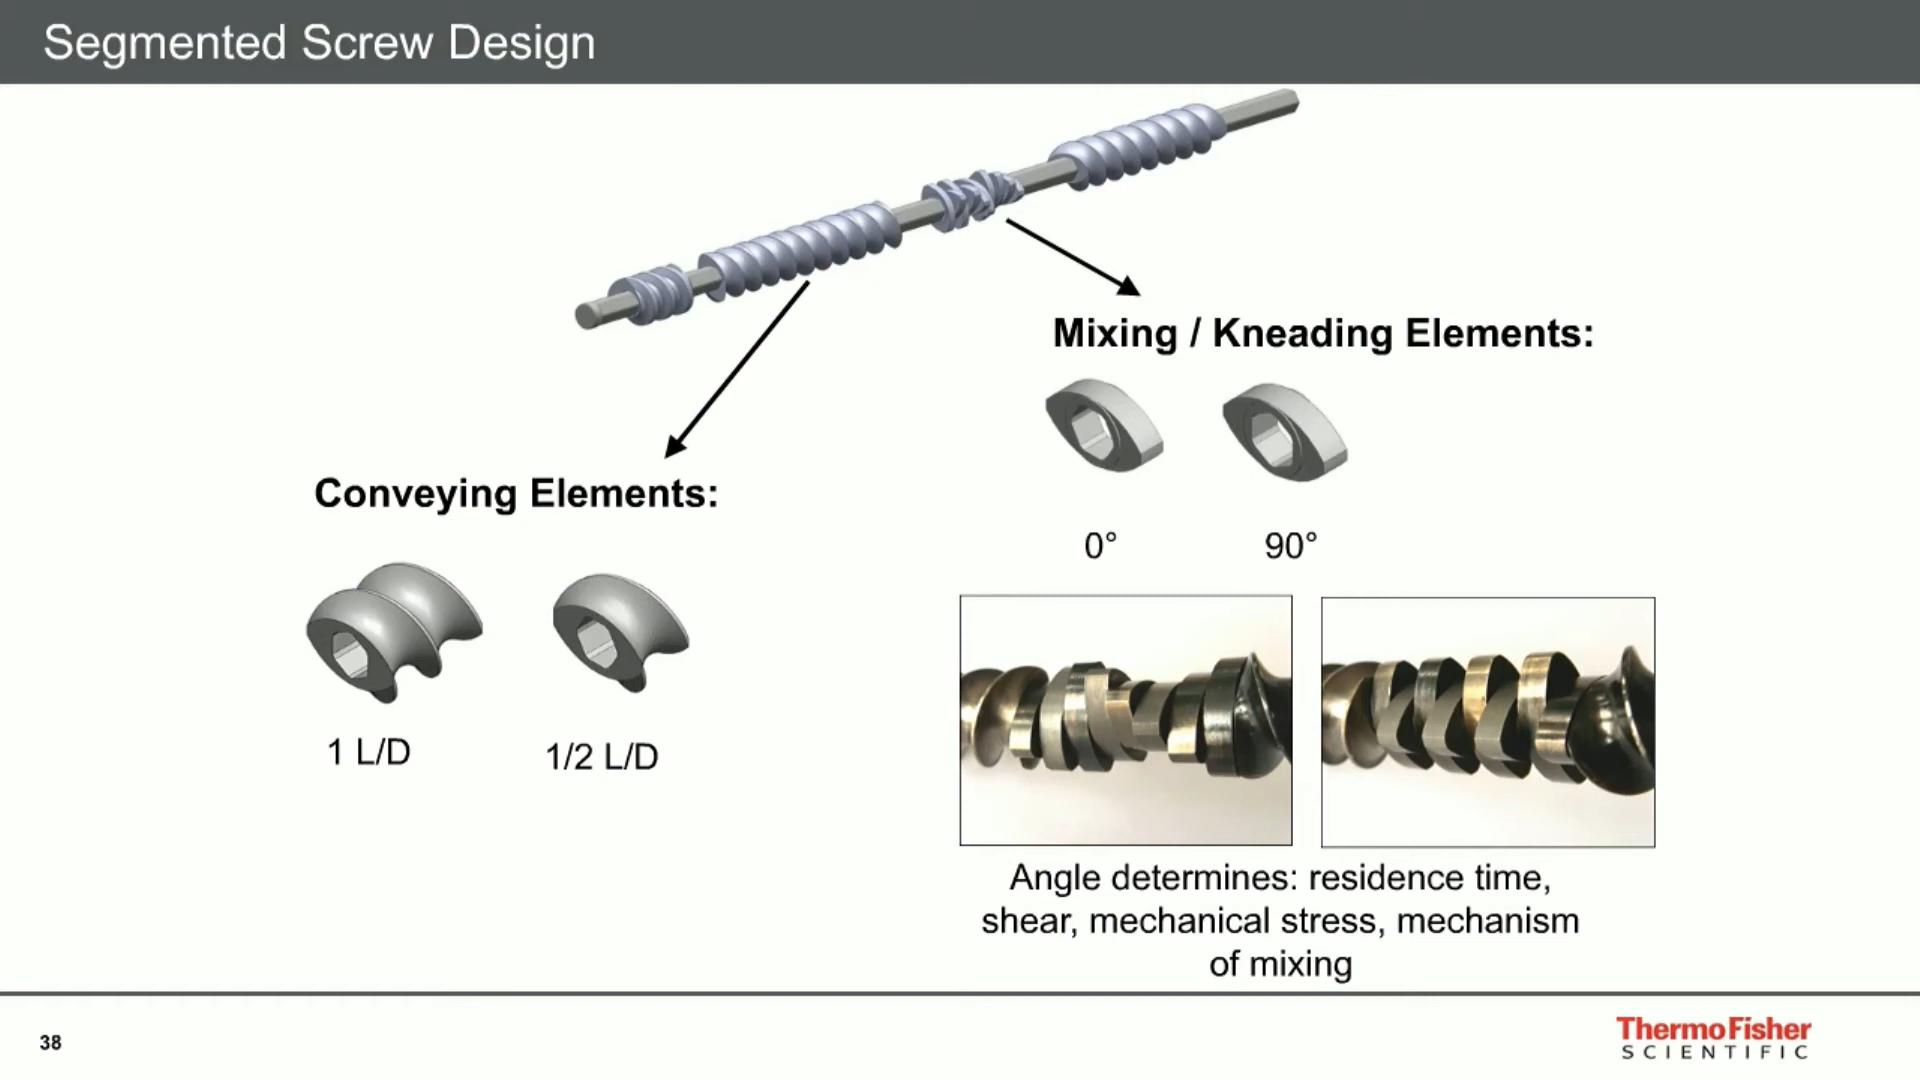 Segmented Screw Design
Mixing / Kneading Elements:
0°
90°
Conveying Elements:
1 L/D
1/2 L/D
Angle determines: residence time,
shear, mechanical stress, mechanism
of mixing
38
ThermoFisher
SCIENTIFIC